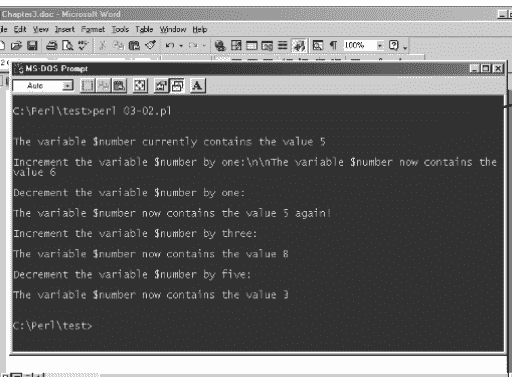 Chapter3.doc - Microsoft Word
File Edit View Insert Format Tools Table Window Help
100%
MS-DOS Prompt
Auto
A
C:\Perl\test>perl 03-02.pl
The variable $number currently contains the value 5
Increment the variable $number by one:\n\nThe variable $number now contains the
value 6
Decrement the variable $number by one:
The variable $number now contains the value 5 again!
Increment the variable $number by three:
The variable $number now contains the value 8
Decrement the variable $number by five:
The variable $number now contains the value 3
C:\Perl\test>